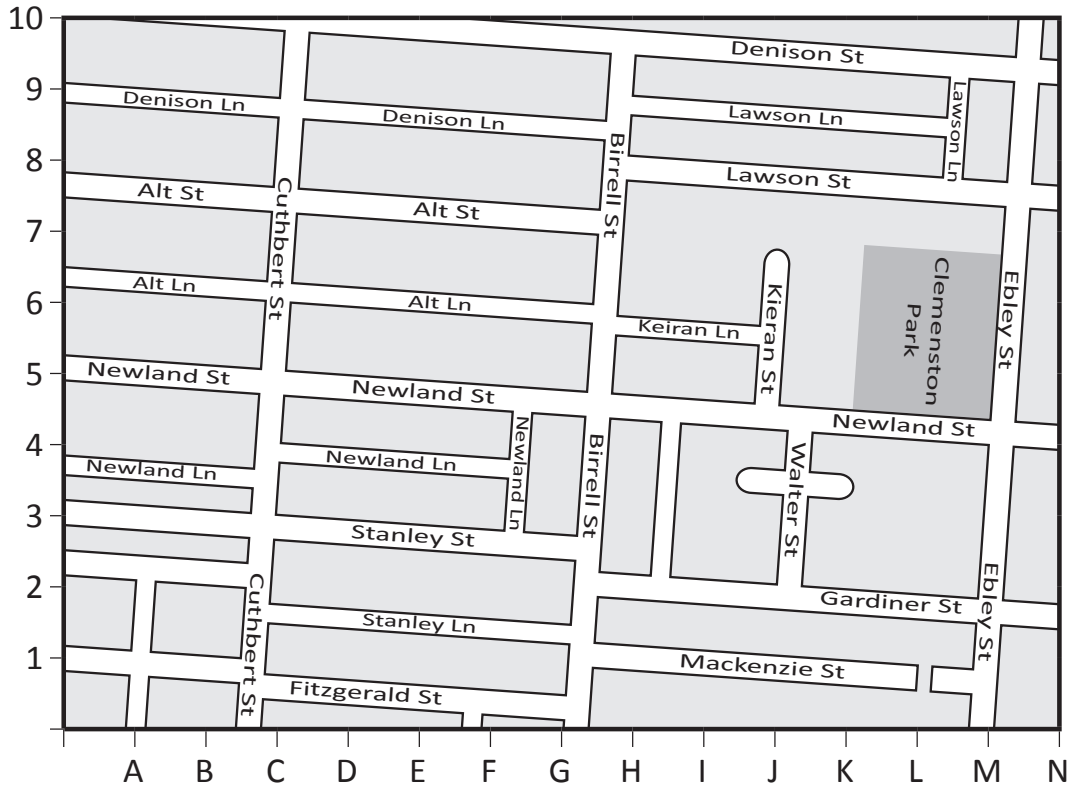 10
Denison St
9
Denison Ln
Denison Ln
Lawson Ln
Lawson Ln
8
Birrell St
Alt St
Cuthbert St
Alt St
Lawson St
7
6
Alt Ln
Alt Ln
Keiran Ln
Kieran St
Clemenston
Park
Ebley St
5
Newland St
Newland St
Newland St
4
Newland Ln
Newland Ln
Newland Ln
Birrell St
Walter St
3
Stanley St
2
Cuthbert St
Stanley Ln
Gardiner St
Ebley St
1
Fitzgerald St
Mackenzie St
A B C D E F G H I J K L M N